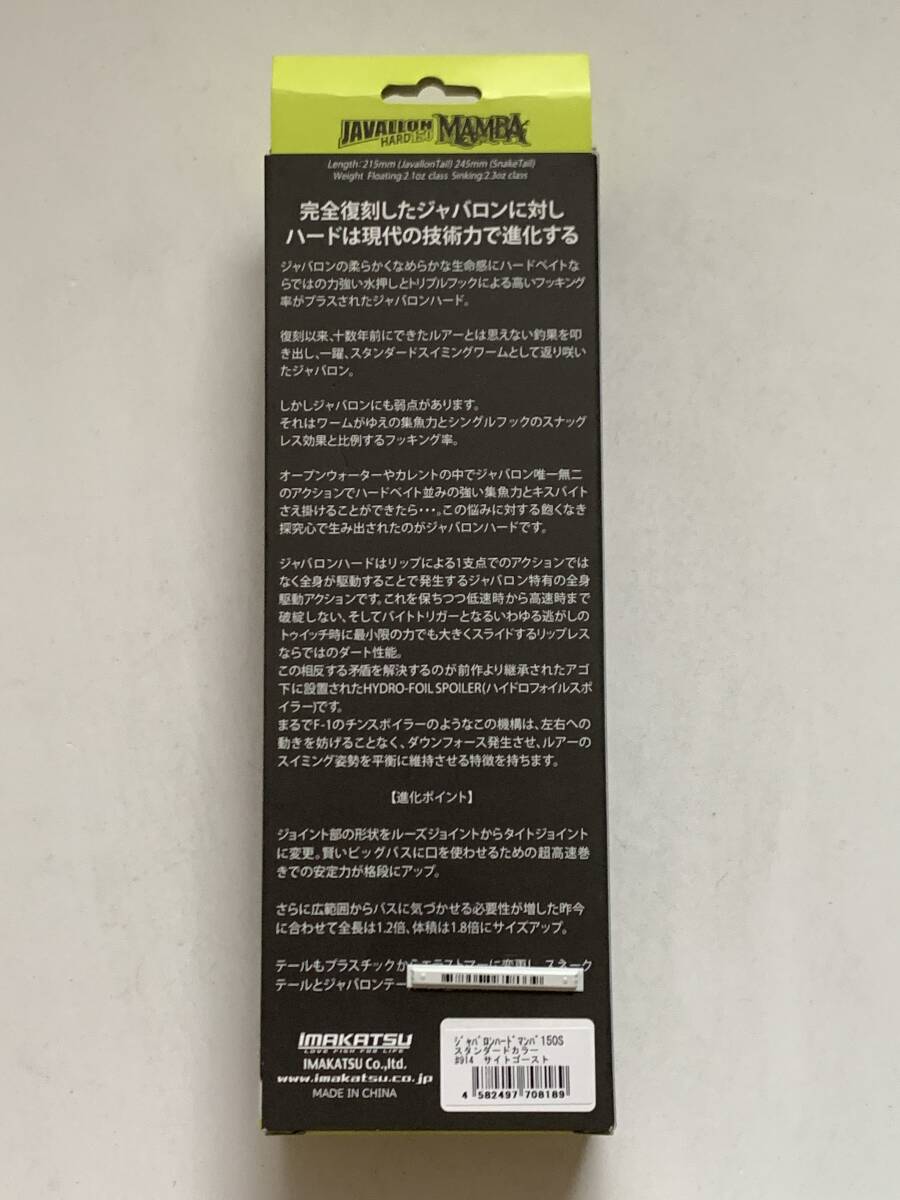 JAVALLON
HARD 150 MAMBA
Length:215mm (JavallonTail) 245mm (SnakeTail)
Weight Floating:2.1oz class Sinking:2.3oz class
完全復刻したジャバロンに対し
ハードは現代の技術力で進化する
ジャバロンの柔らかくなめらかな生命感にハードベイトな
らではの力強い水押しとトリプルフックによる高いフッキング
率がプラスされたジャバロンハード。
復刻以来、十数年前にできたルアーとは思えない釣果を叩
き出し、一躍、スタンダードスイミングワームとして返り咲い
たジャバロン。
しかしジャバロンにも弱点があります。
それはワームがゆえの集魚力とシングルフックのスナッグ
レス効果と比例するフッキング率。
オープンウォーターやカレントの中でジャバロン唯一無二
のアクションでハードベイト並みの強い集魚力とキスバイト
さえ掛けることができたら・・・。この悩みに対する飽くなき
探究心で生み出されたのがジャバロンハードです。
ジャバロンハードはリップによる1支点でのアクションでは
なく全身が駆動することで発生するジャバロン特有の全身
駆動アクションです。これを保ちつつ低速時から高速時まで
破綻しない、そしてバイトトリガーとなるいわゆる逃がしの
トゥイッチ時に最小限の力でも大きくスライドするリップレス
ならではのダート性能。
この相反する矛盾を解決するのが前作より継承されたアゴ
下に設置されたHYDRO-FOIL SPOILER(ハイドロフォイルスポ
イラー)です。
まるでF-1のチンスポイラーのようなこの機構は、左右への
動きを妨げることなく、ダウンフォース発生させ、ルアーの
スイミング姿勢を平衡に維持させる特徴を持ちます。
【進化ポイント】
ジョイント部の形状をルーズジョイントからタイトジョイント
に変更。賢いビッグバスに口を使わせるための超高速巻
きでの安定力が格段にアップ。
さらに広範囲からバスに気づかせる必要性が増した昨今
に合わせて全長は1.2倍、体積は1.8倍にサイズアップ。
テールもプラスチックからエラストマーに変更し、スネーク
テールとジャバロンテー
IMAKATSU
LOVE FISH FOR LIFE
IMAKATSU Co.,ltd.
www.imakatsu.co.jp
MADE IN CHINA
ｼﾞｬﾊﾞﾛﾝﾊｰﾄﾞﾏﾝﾊﾞ150S
スタンダードカラー
#914 サイトゴースト
4 582497 708189